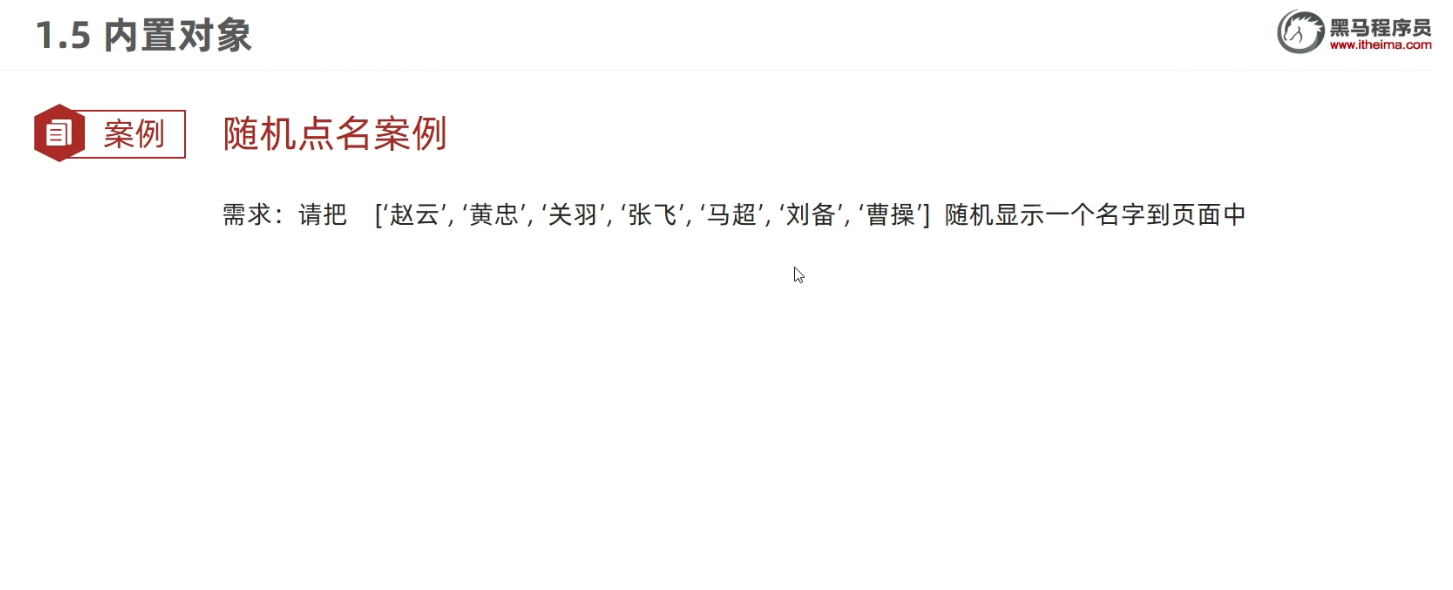 1.5 内置对象
黑马程序员
www.itheima.com
案例
随机点名案例
需求：请把 [‘赵云’, ‘黄忠’, ‘关羽’, ‘张飞’, ‘马超’, ‘刘备’, ‘曹操’] 随机显示一个名字到页面中